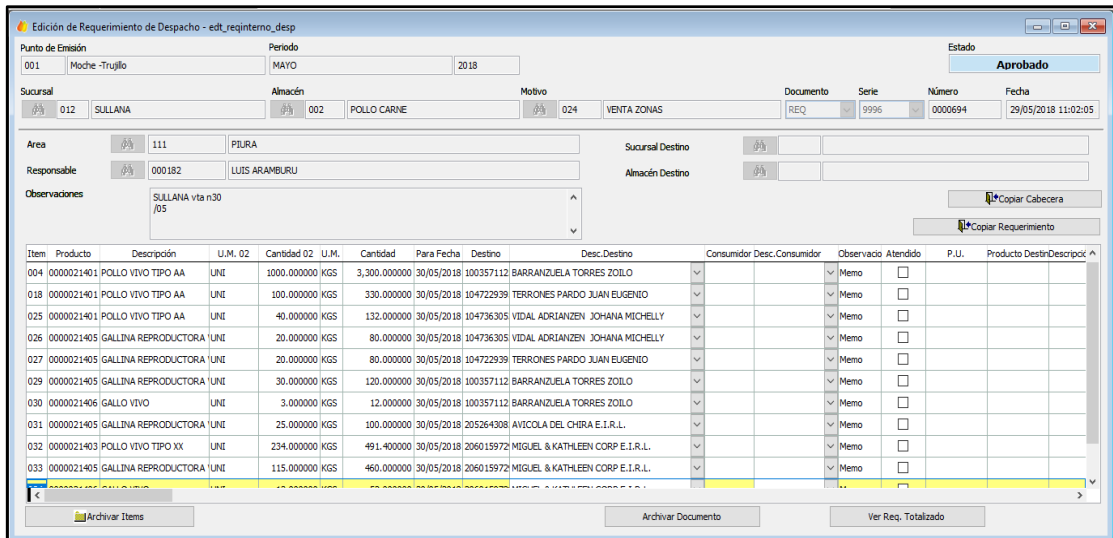 Edición de Requerimiento de Despacho - edt_reqinterno_desp
Punto de Emisión Periodo Estado
001 Moche -Trujillo MAYO 2018 Aprobado
Sucursal Almacén Motivo Documento Serie Número Fecha
012 SULLANA 002 POLLO CARNE 024 VENTA ZONAS REQ 9996 0000694 29/05/2018 11:02:05
Area 111 PIURA Sucursal Destino
Responsable 000182 LUIS ARAMBURU Almacén Destino
Observaciones SULLANA vta n30
/05
Copiar Cabecera
Copiar Requerimiento
Item Producto Descripción U.M. 02 Cantidad 02 U.M. Cantidad Para Fecha Destino Desc.Destino Consumidor Desc.Consumidor Observacio Atendido P.U. Producto Destin Descripció
004 0000021401 POLLO VIVO TIPO AA UNI 1000.000000 KGS 3,300.000000 30/05/2018 100357112 BARRANZUELA TORRES ZOILO Memo
018 0000021401 POLLO VIVO TIPO AA UNI 100.000000 KGS 330.000000 30/05/2018 104722939 TERRONES PARDO JUAN EUGENIO Memo
025 0000021401 POLLO VIVO TIPO AA UNI 40.000000 KGS 132.000000 30/05/2018 104736305 VIDAL ADRIANZEN JOHANA MICHELLY Memo
026 0000021405 GALLINA REPRODUCTORA UNI 20.000000 KGS 80.000000 30/05/2018 104736305 VIDAL ADRIANZEN JOHANA MICHELLY Memo
027 0000021405 GALLINA REPRODUCTORA UNI 20.000000 KGS 80.000000 30/05/2018 104722939 TERRONES PARDO JUAN EUGENIO Memo
029 0000021405 GALLINA REPRODUCTORA UNI 30.000000 KGS 120.000000 30/05/2018 100357112 BARRANZUELA TORRES ZOILO Memo
030 0000021406 GALLO VIVO UNI 3.000000 KGS 12.000000 30/05/2018 100357112 BARRANZUELA TORRES ZOILO Memo
031 0000021405 GALLINA REPRODUCTORA UNI 25.000000 KGS 100.000000 30/05/2018 205264308 AVICOLA DEL CHIRA E.I.R.L. Memo
032 0000021403 POLLO VIVO TIPO XX UNI 234.000000 KGS 491.400000 30/05/2018 206015972 MIGUEL & KATHLEEN CORP E.I.R.L. Memo
033 0000021405 GALLINA REPRODUCTORA UNI 115.000000 KGS 460.000000 30/05/2018 206015972 MIGUEL & KATHLEEN CORP E.I.R.L. Memo
Archivar Items Archivar Documento Ver Req. Totalizado